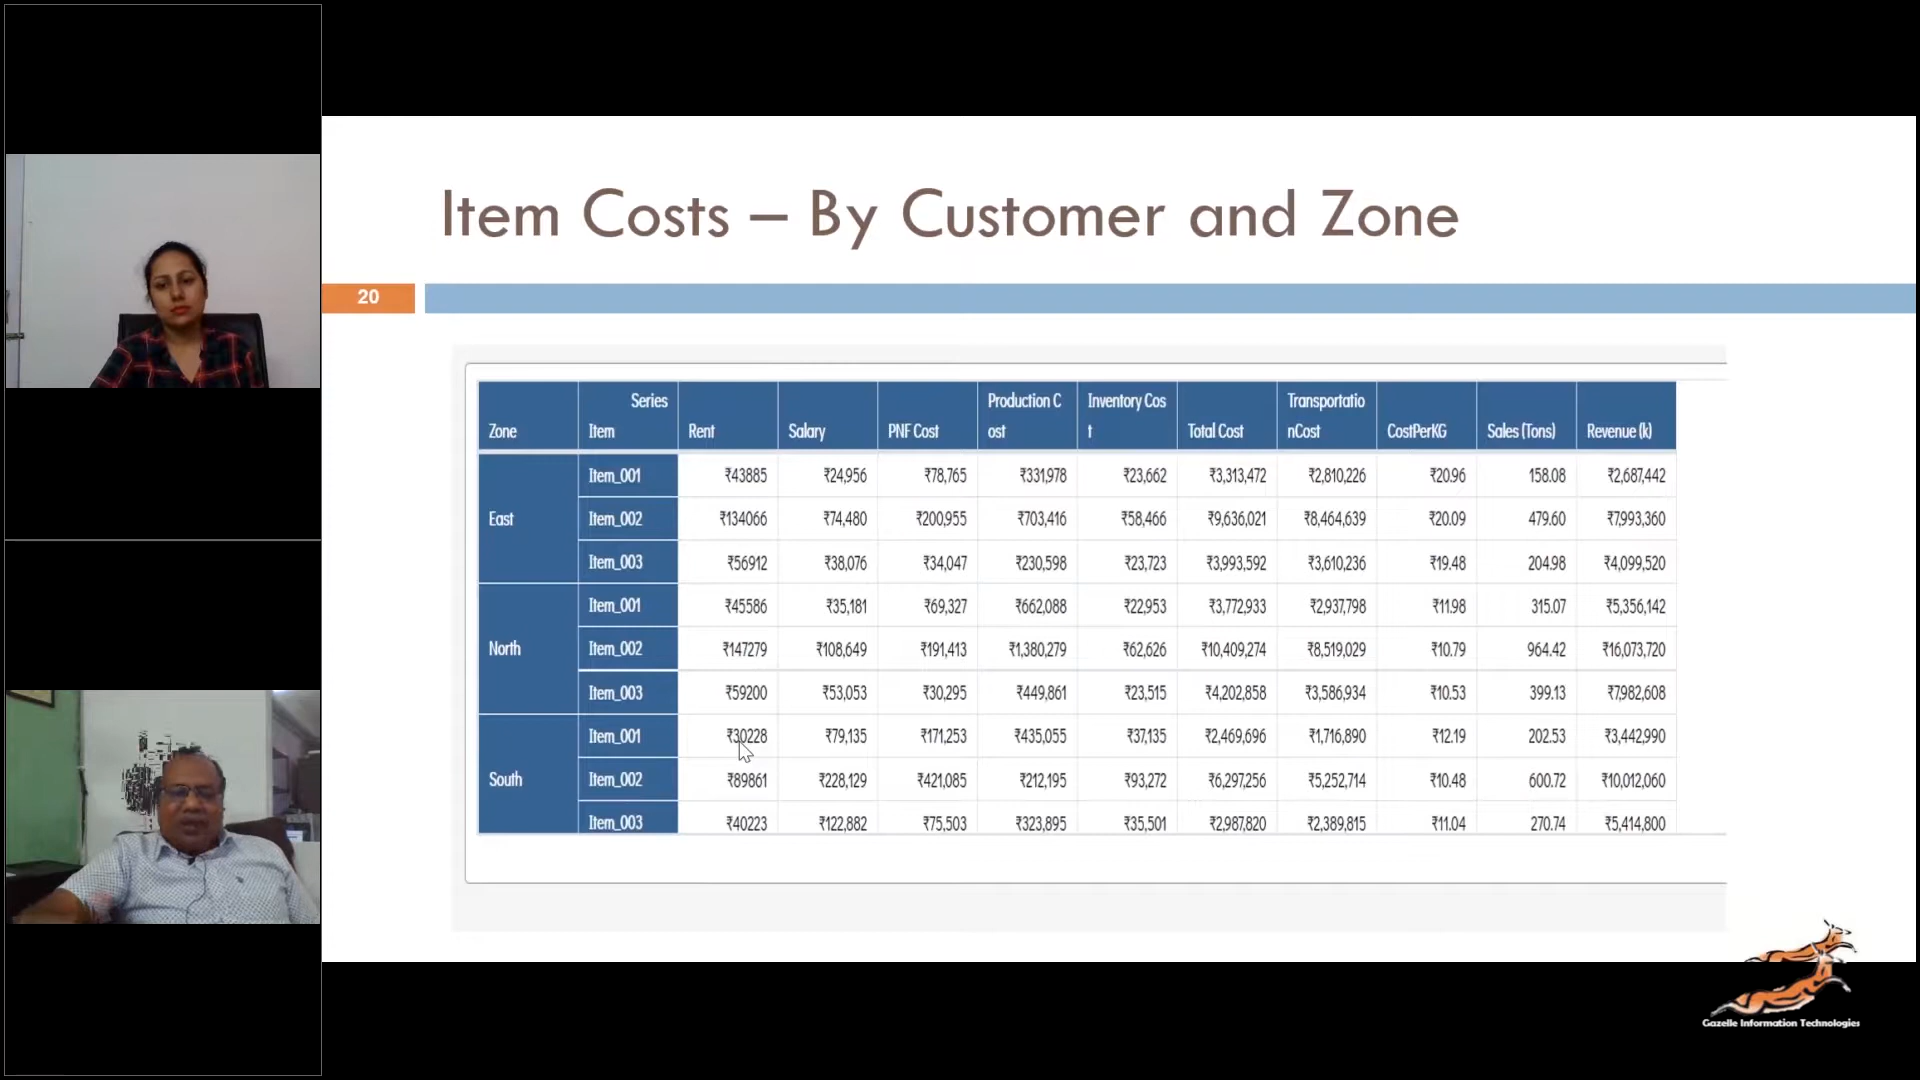 Item Costs – By Customer and Zone
20
Zone Series Item Rent Salary PNF Cost Production Cost Inventory Cost Total Cost TransportationCost CostPerKG Sales (Tons) Revenue (k)
East
Item_001 ₹43885 ₹24,956 ₹78,765 ₹331,978 ₹23,662 ₹3,313,472 ₹2,810,226 ₹20.96 158.08 ₹2,687,442
Item_002 ₹134066 ₹74,480 ₹200,955 ₹703,416 ₹58,466 ₹9,636,021 ₹8,464,639 ₹20.09 479.60 ₹7,993,360
Item_003 ₹56912 ₹38,076 ₹34,047 ₹230,598 ₹23,723 ₹3,993,592 ₹3,610,236 ₹19.48 204.98 ₹4,099,520
North
Item_001 ₹45586 ₹35,181 ₹69,327 ₹662,088 ₹22,953 ₹3,772,933 ₹2,937,798 ₹11.98 315.07 ₹5,356,142
Item_002 ₹147279 ₹108,649 ₹191,413 ₹1,380,279 ₹62,626 ₹10,409,274 ₹8,519,029 ₹10.79 964.42 ₹16,073,720
Item_003 ₹59200 ₹53,053 ₹30,295 ₹449,861 ₹23,515 ₹4,202,858 ₹3,586,934 ₹10.53 399.13 ₹7,982,608
South
Item_001 ₹30228 ₹79,135 ₹171,253 ₹435,055 ₹37,135 ₹2,469,696 ₹1,716,890 ₹12.19 202.53 ₹3,442,990
Item_002 ₹89861 ₹228,129 ₹421,085 ₹212,195 ₹93,272 ₹6,297,256 ₹5,252,714 ₹10.48 600.72 ₹10,012,060
Item_003 ₹40223 ₹122,882 ₹75,503 ₹323,895 ₹35,501 ₹2,987,820 ₹2,389,815 ₹11.04 270.74 ₹5,414,800
Gazelle Information Technologies